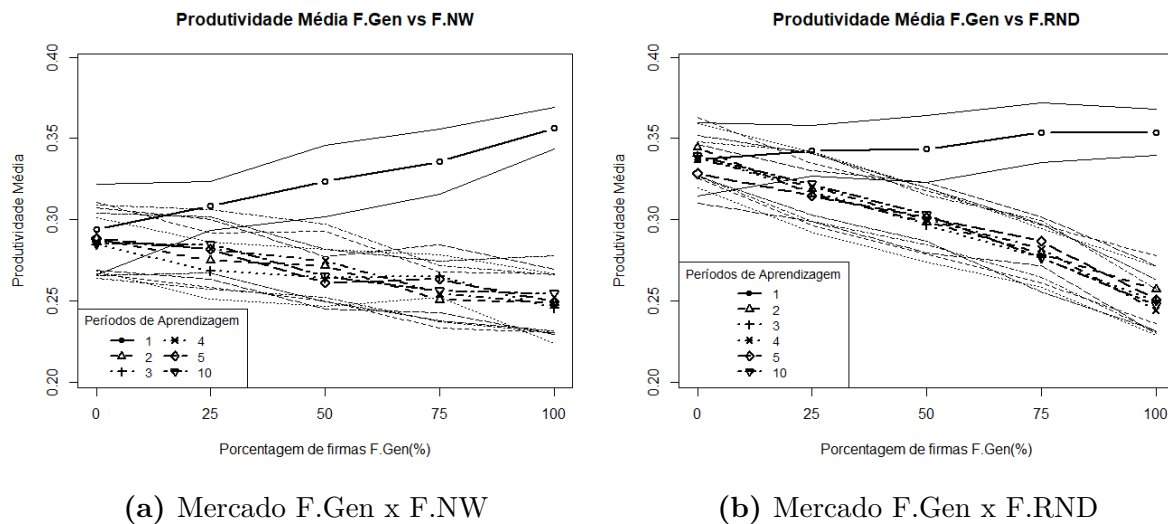 Produtividade Média F.Gen vs F.NW
Produtividade Média
0.40
0.35
0.30
0.25
0.20
Períodos de Aprendizagem
1 4
2 5
3 10
0 25 50 75 100
Porcentagem de firmas F.Gen(%)
(a) Mercado F.Gen x F.NW
Produtividade Média F.Gen vs F.RND
Produtividade Média
0.40
0.35
0.30
0.25
0.20
Períodos de Aprendizagem
1
2
3
4
5
10
0 25 50 75 100
Porcentagem de firmas F.Gen(%)
(b) Mercado F.Gen x F.RND